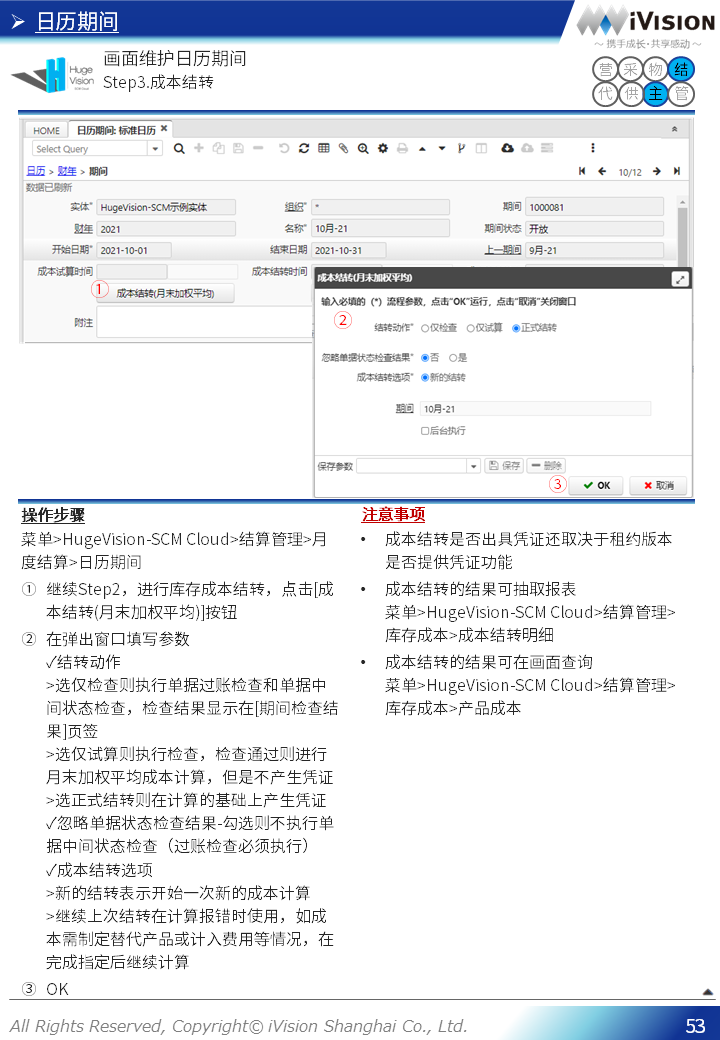 ➢ 日历期间
iVision
～ 携手成长·共享感动 ～
Huge
Vision
画面维护日历期间
Step3.成本结转
营 采 物 结
代 供 主 管
HOME 日历期间: 标准日历 ×
Select Query
日历 > 财年 > 期间
10/12
数据已刷新
实体* HugeVision-SCM示例实体 组织* * 期间 1000081
财年 2021 名称* 10月-21 期间状态 开放
开始日期* 2021-10-01 结束日期 2021-10-31 上一期间 9月-21
成本试算时间 成本结转时间
① 成本结转(月末加权平均)
附注
成本结转(月末加权平均)
输入必填的（*）流程参数，点击“OK”运行，点击“取消”关闭窗口
②
结转动作* 仅检查 仅试算 正式结转
忽略单据状态检查结果* 否 是
成本结转选项* 新的结转
期间 10月-21
后台执行
保存参数 保存 删除
③ OK 取消
操作步骤
菜单>HugeVision-SCM Cloud>结算管理>月
度结算>日历期间
① 继续Step2，进行库存成本结转，点击[成
本结转(月末加权平均)]按钮
② 在弹出窗口填写参数
✓结转动作
>选仅检查则执行单据过账检查和单据中
间状态检查，检查结果显示在[期间检查结
果]页签
>选仅试算则执行检查，检查通过则进行
月末加权平均成本计算，但是不产生凭证
>选正式结转则在计算的基础上产生凭证
✓忽略单据状态检查结果-勾选则不执行单
据中间状态检查（过账检查必须执行）
✓成本结转选项
>新的结转表示开始一次新的成本计算
>继续上次结转在计算报错时使用，如成
本需制定替代产品或计入费用等情况，在
完成指定后继续计算
③ OK
注意事项
• 成本结转是否出具凭证还取决于租约版本
是否提供凭证功能
• 成本结转的结果可抽取报表
菜单>HugeVision-SCM Cloud>结算管理>
库存成本>成本结转明细
• 成本结转的结果可在画面查询
菜单>HugeVision-SCM Cloud>结算管理>
库存成本>产品成本
All Rights Reserved, Copyright© iVision Shanghai Co., Ltd.
53